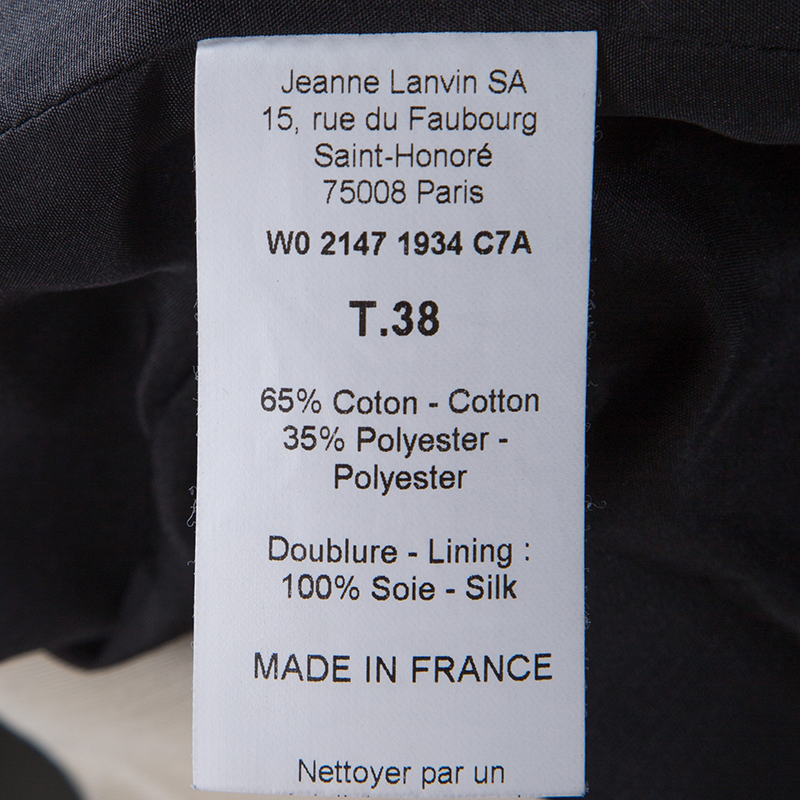 Jeanne Lanvin SA
15, rue du Faubourg
Saint-Honoré
75008 Paris
W0 2147 1934 C7A
T.38
65% Coton - Cotton
35% Polyester -
Polyester
Doublure - Lining :
100% Soie - Silk
MADE IN FRANCE
Nettoyer par un